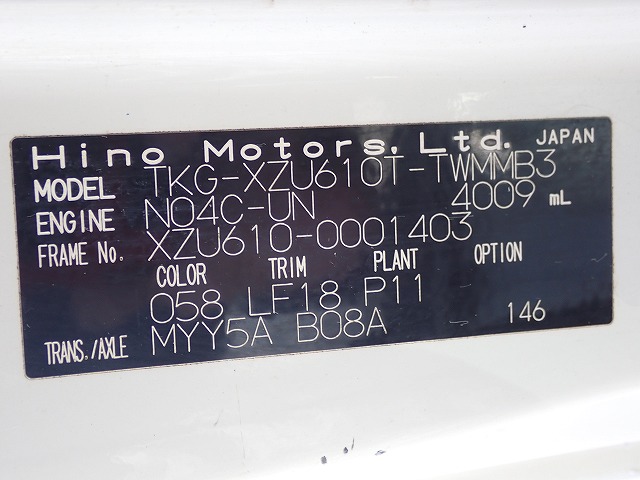 Hino Motors, Ltd. JAPAN
MODEL TKG-XZU610T-TWMMB3
ENGINE N04C-UN 4009 mL
FRAME No. XZU610-0001403
COLOR TRIM PLANT OPTION
058 LF18 P11
TRANS./AXLE MYY5A B08A 146